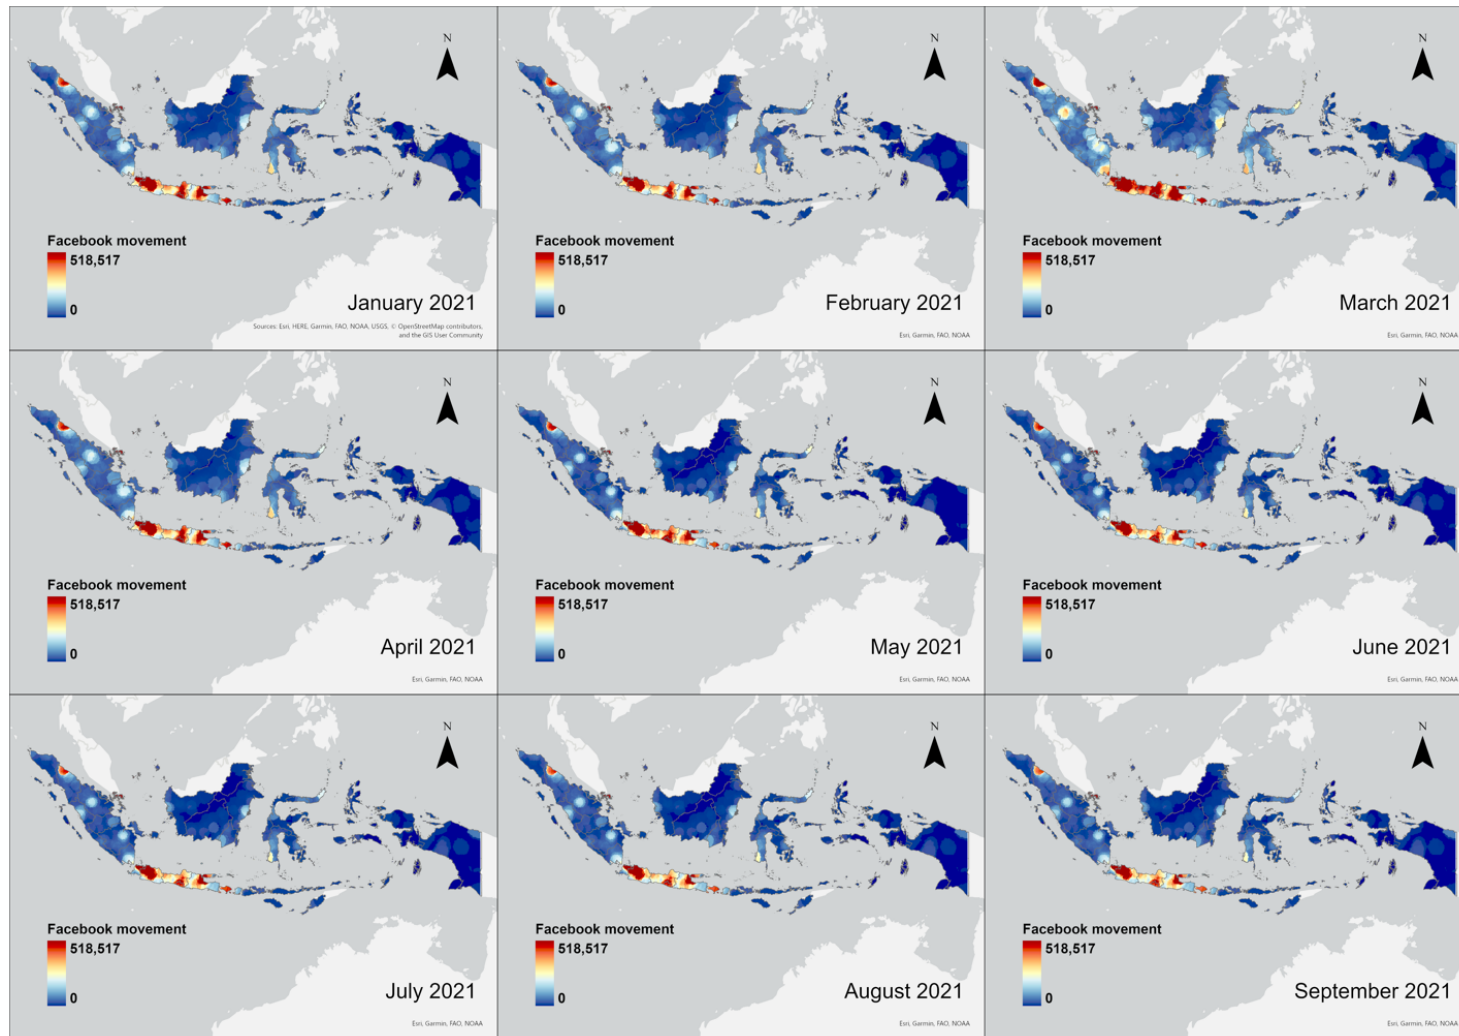 N
Facebook movement
518,517
0
January 2021
Sources: Esri, HERE, Garmin, FAO, NOAA, USGS, © OpenStreetMap contributors,
and the GIS User Community
N
Facebook movement
518,517
0
February 2021
Esri, Garmin, FAO, NOAA
N
Facebook movement
518,517
0
March 2021
Esri, Garmin, FAO, NOAA
N
Facebook movement
518,517
0
April 2021
Esri, Garmin, FAO, NOAA
N
Facebook movement
518,517
0
May 2021
Esri, Garmin, FAO, NOAA
N
Facebook movement
518,517
0
June 2021
Esri, Garmin, FAO, NOAA
N
Facebook movement
518,517
0
July 2021
Esri, Garmin, FAO, NOAA
N
Facebook movement
518,517
0
August 2021
Esri, Garmin, FAO, NOAA
N
Facebook movement
518,517
0
September 2021
Esri, Garmin, FAO, NOAA